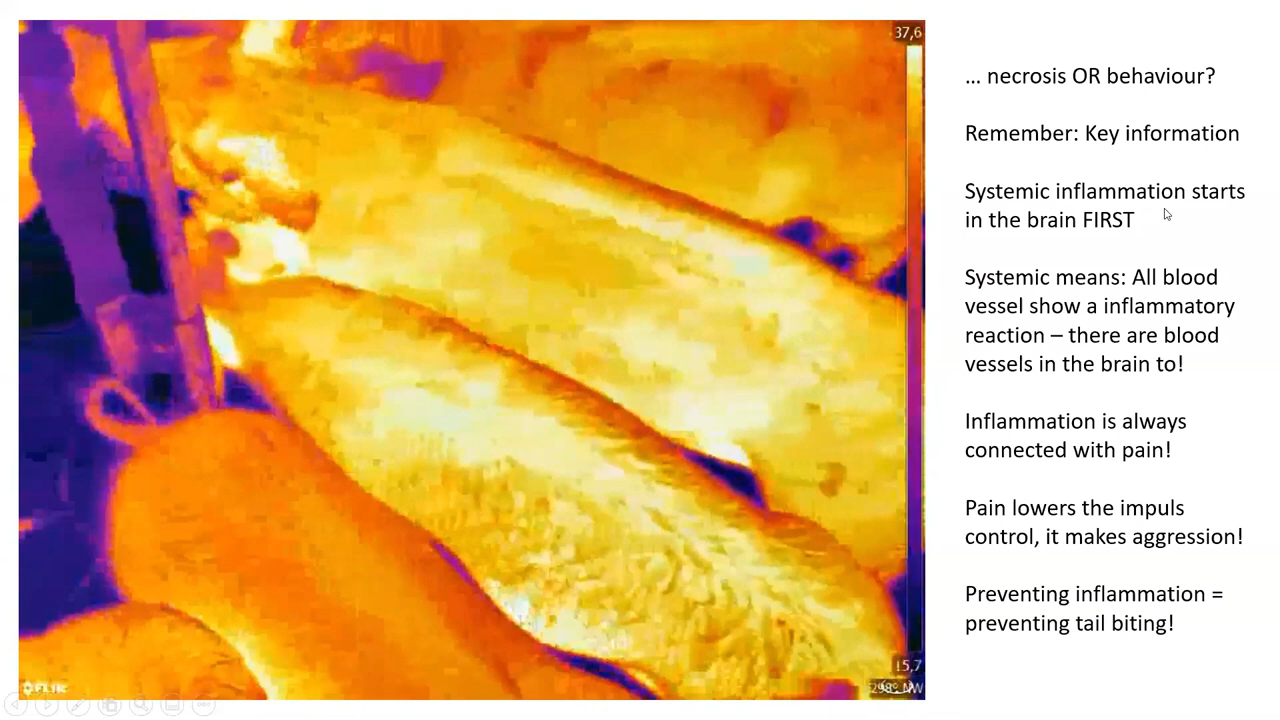 37,6
… necrosis OR behaviour?
Remember: Key information
Systemic inflammation starts
in the brain FIRST
Systemic means: All blood
vessel show a inflammatory
reaction – there are blood
vessels in the brain to!
Inflammation is always
connected with pain!
Pain lowers the impuls
control, it makes aggression!
Preventing inflammation =
preventing tail biting!
15,7
298° NW
FLIR